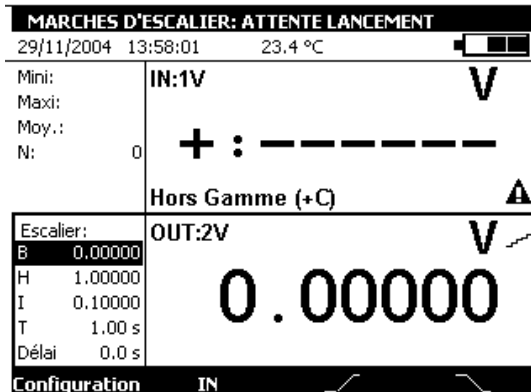 MARCHES D'ESCALIER: ATTENTE LANCEMENT
29/11/2004 13:58:01 23.4 °C
Mini:
Maxi:
Moy.:
N: 0
IN:1V V
+ : ------
Hors Gamme (+C)
Escalier:
B 0.00000
H 1.00000
I 0.10000
T 1.00 s
Délai 0.0 s
OUT:2V V
0.00000
Configuration IN